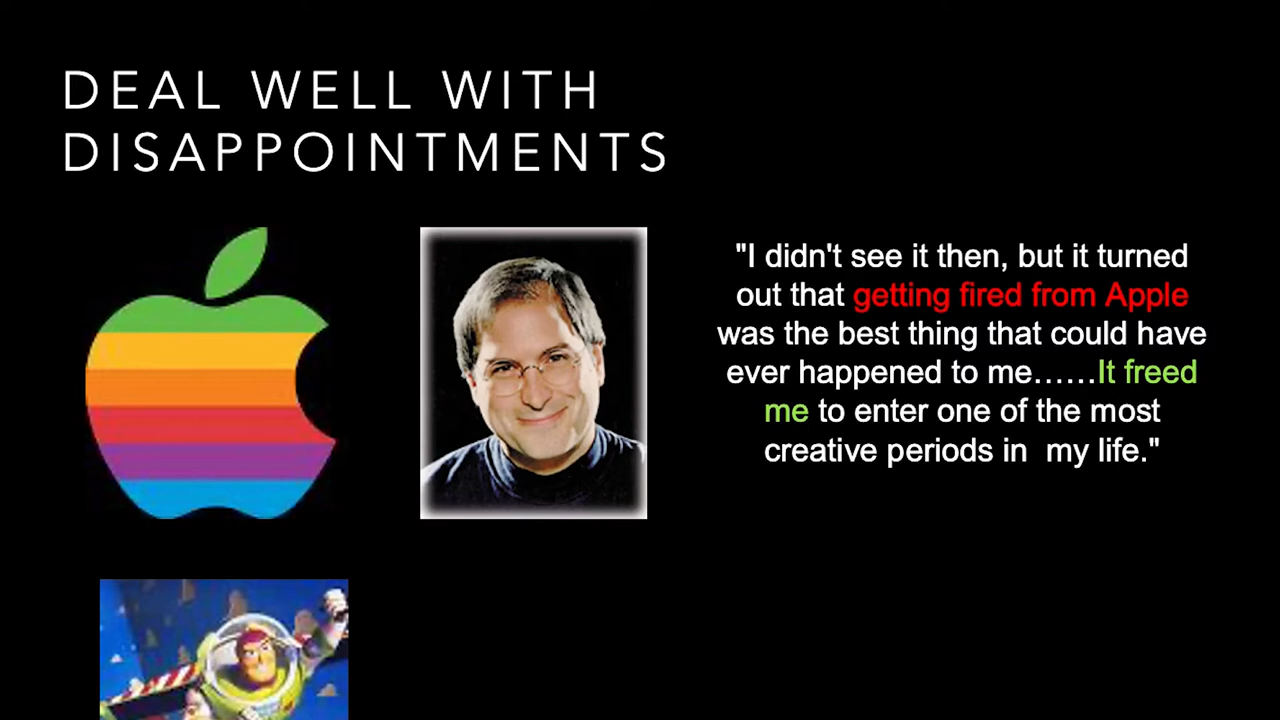 DEAL WELL WITH
DISAPPOINTMENTS
"I didn't see it then, but it turned
out that getting fired from Apple
was the best thing that could have
ever happened to me……It freed
me to enter one of the most
creative periods in  my life."